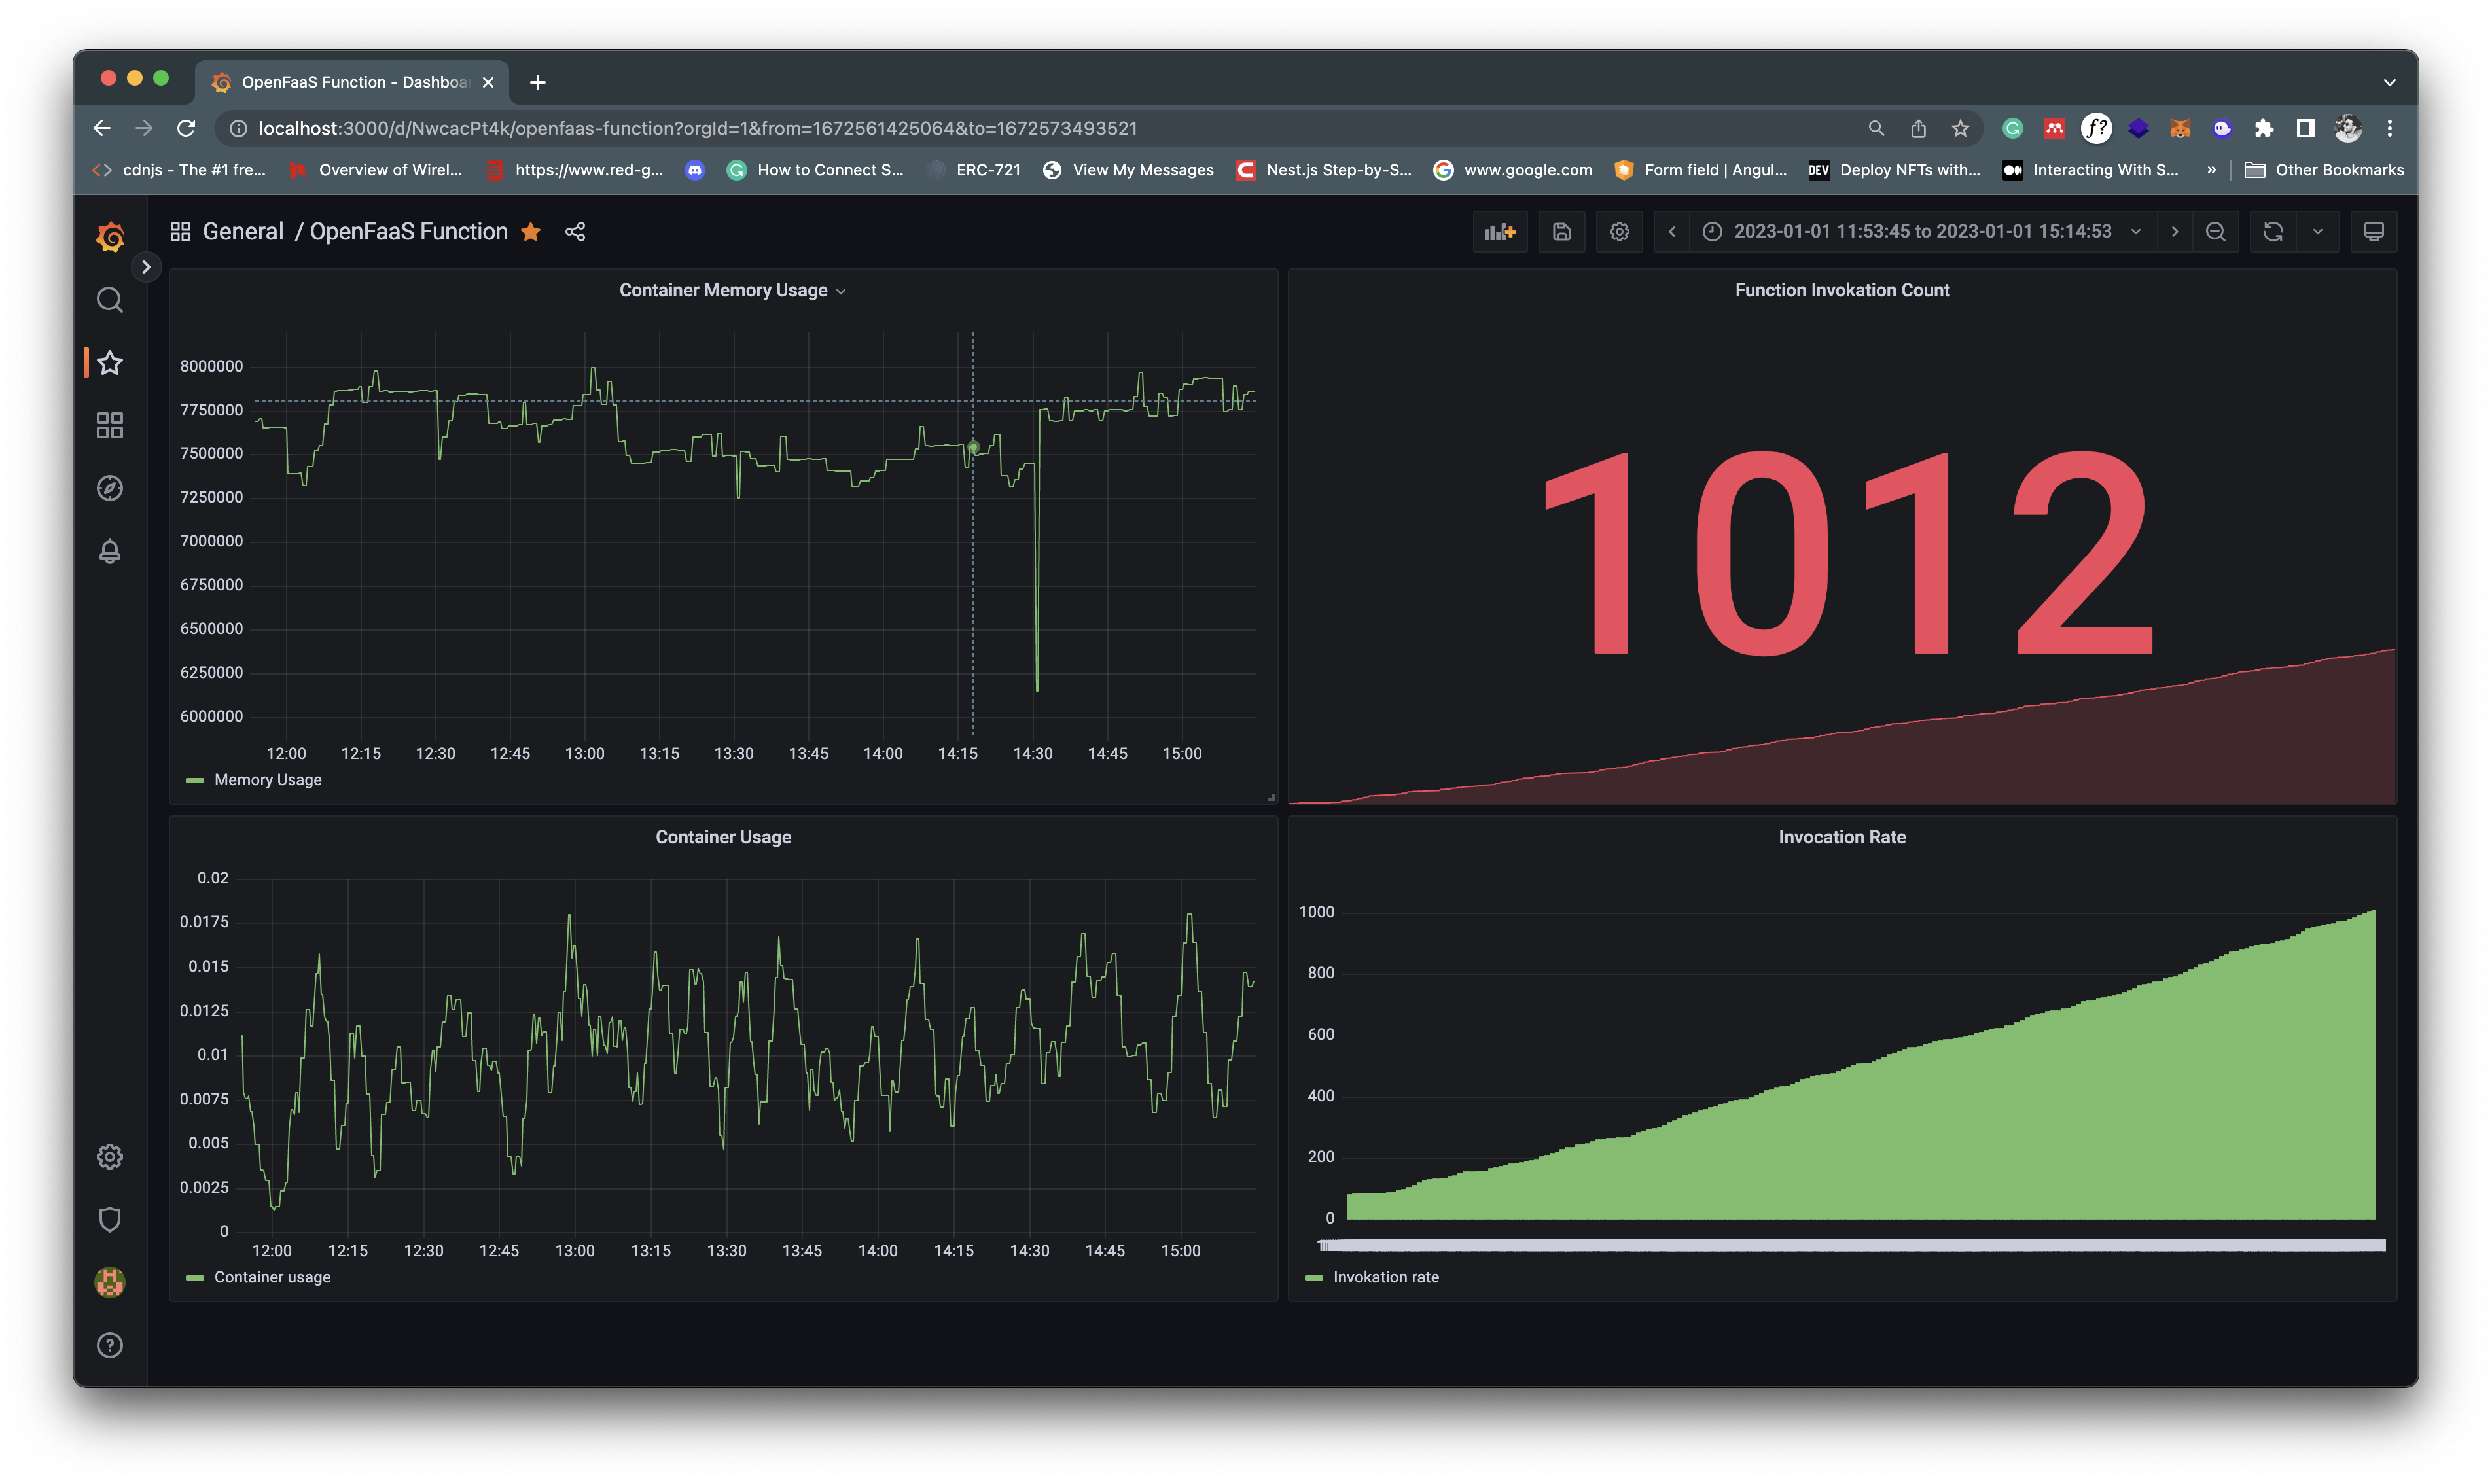 OpenFaaS Function - Dashboa
localhost:3000/d/NwcacPt4k/openfaas-function?orgId=1&from=1672561425064&to=1672573493521
f?
cdnjs - The #1 fre... Overview of Wirel... https://www.red-g... How to Connect S... ERC-721 View My Messages Nest.js Step-by-S... www.google.com Form field | Angul... DEV Deploy NFTs with... Interacting With S... » Other Bookmarks
General / OpenFaaS Function
2023-01-01 11:53:45 to 2023-01-01 15:14:53
Container Memory Usage
8000000
7750000
7500000
7250000
7000000
6750000
6500000
6250000
6000000
12:00 12:15 12:30 12:45 13:00 13:15 13:30 13:45 14:00 14:15 14:30 14:45 15:00
Memory Usage
Function Invokation Count
1012
Container Usage
0.02
0.0175
0.015
0.0125
0.01
0.0075
0.005
0.0025
0
12:00 12:15 12:30 12:45 13:00 13:15 13:30 13:45 14:00 14:15 14:30 14:45 15:00
Container usage
Invocation Rate
1000
800
600
400
200
0
Invokation rate